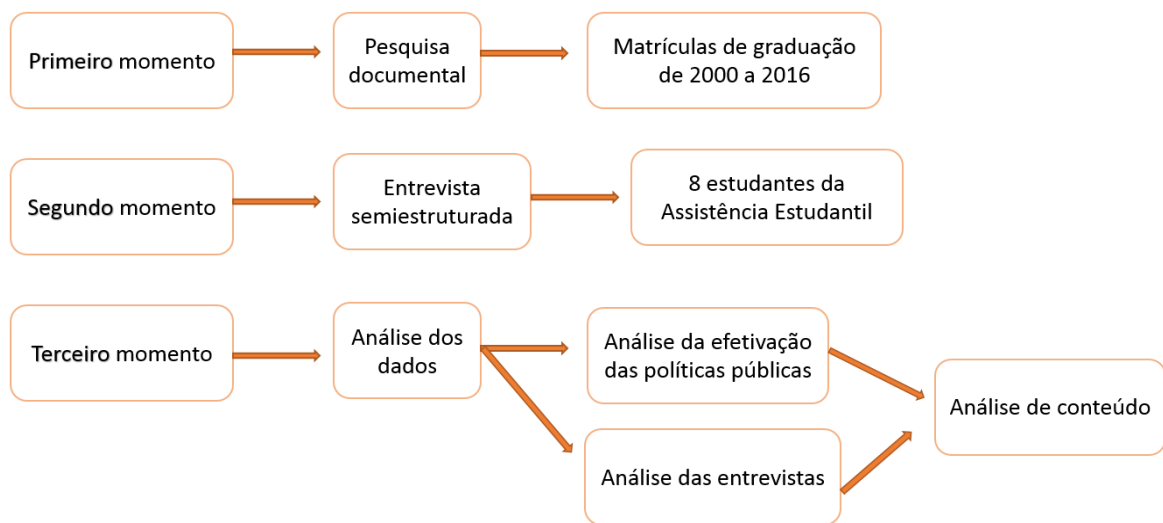 Primeiro momento
Pesquisa
documental
Matrículas de graduação
de 2000 a 2016
Segundo momento
Entrevista
semiestruturada
8 estudantes da
Assistência Estudantil
Terceiro momento
Análise dos
dados
Análise da efetivação
das políticas públicas
Análise das entrevistas
Análise de conteúdo